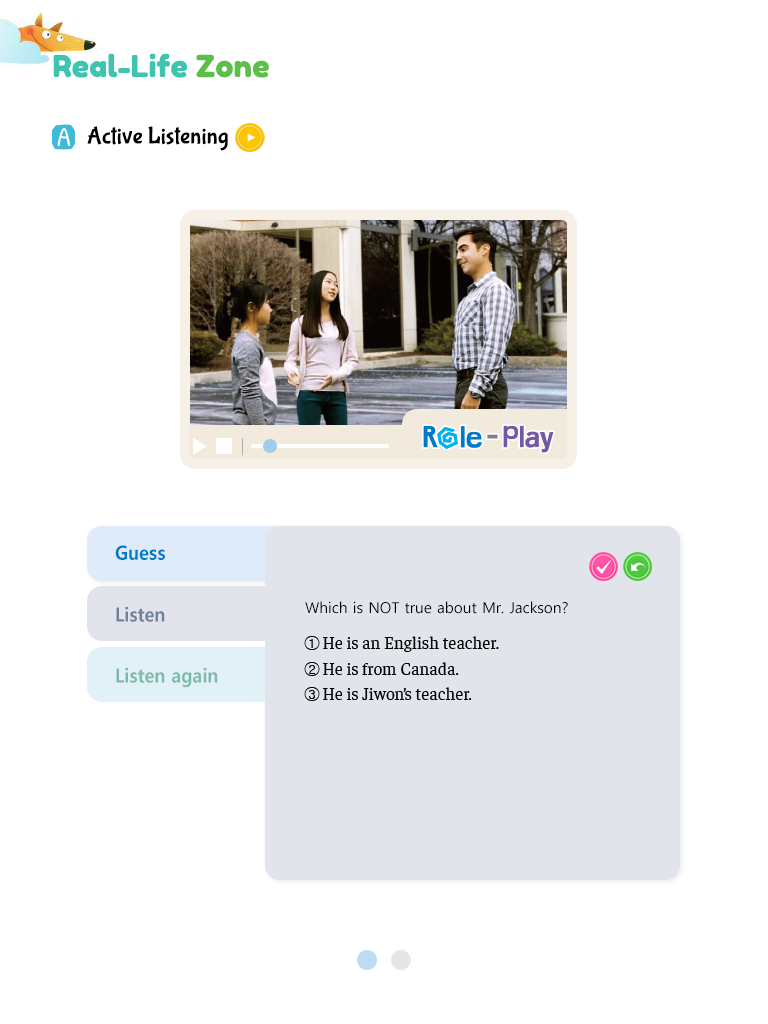 Real-Life Zone
A Active Listening
Role-Play
Guess
Listen
Listen again
Which is NOT true about Mr. Jackson?
① He is an English teacher.
② He is from Canada.
③ He is Jiwon's teacher.